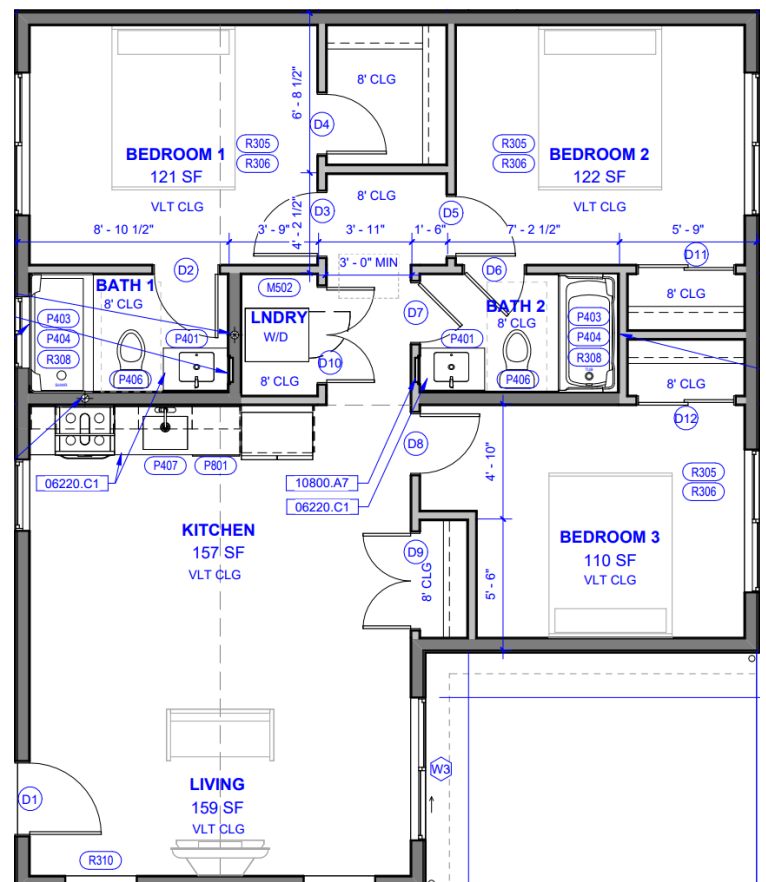 8' CLG
6' - 8 1/2"
D4
BEDROOM 1
121 SF
VLT CLG
R305
R306
R305
R306
BEDROOM 2
122 SF
VLT CLG
8' CLG
D3
D5
8' - 10 1/2"
3' - 9"
4' - 2 1/2"
3' - 11"
1' - 6"
7' - 2 1/2"
5' - 9"
3' - 0" MIN
D2
D6
D11
BATH 1
8' CLG
M502
LNDRY
W/D
D10
8' CLG
D7
BATH 2
8' CLG
8' CLG
P403
P404
R308
P401
P406
P401
P406
P403
P404
R308
8' CLG
D12
D8
4' - 10"
P407
P801
06220.C1
10800.A7
06220.C1
R305
R306
KITCHEN
157 SF
VLT CLG
D9
8' CLG
5' - 6"
BEDROOM 3
110 SF
VLT CLG
W3
LIVING
159 SF
VLT CLG
D1
R310